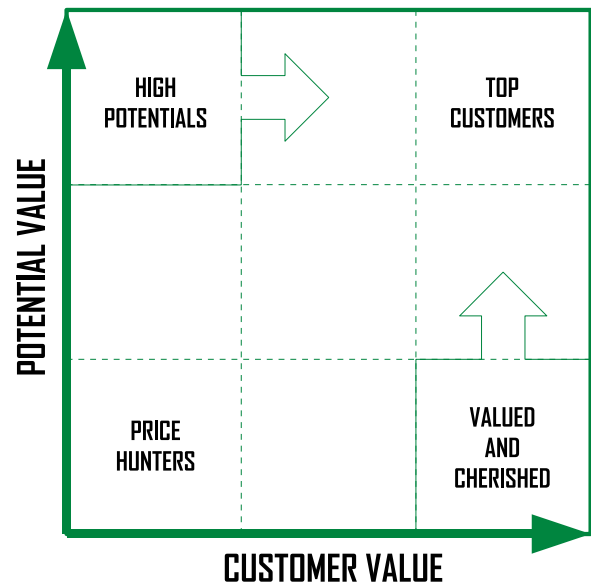 HIGH
POTENTIALS
TOP
CUSTOMERS
POTENTIAL VALUE
PRICE
HUNTERS
VALUED
AND
CHERISHED
CUSTOMER VALUE